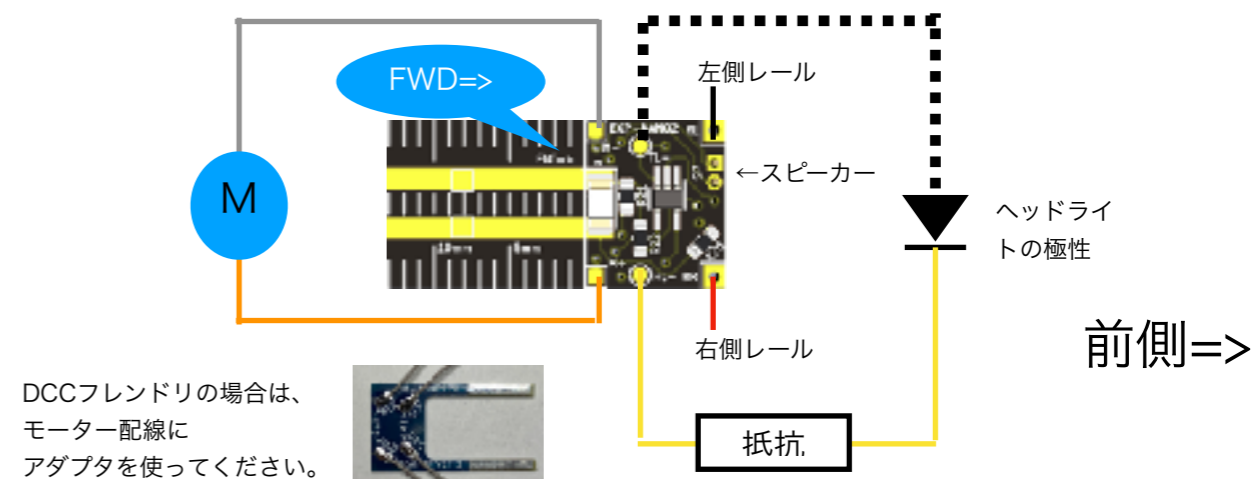 FWD=>
左側レール
M
←スピーカー
ヘッドライ
トの極性
右側レール
前側=>
抵抗
DCCフレンドリの場合は、
モーター配線に
アダプタを使ってください。